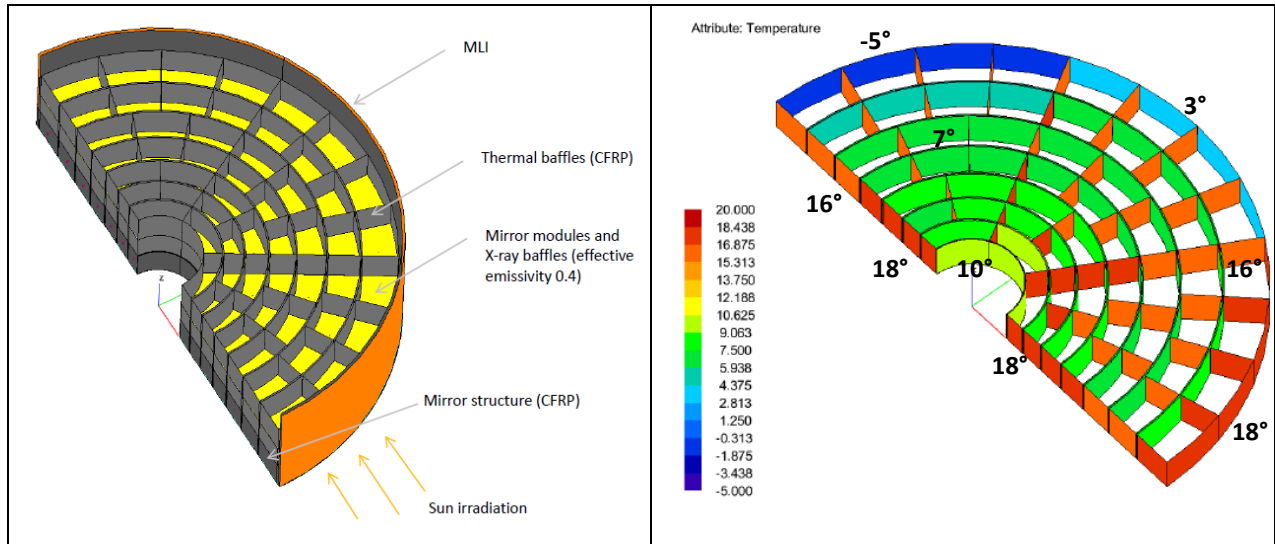 MLI
Thermal baffles (CFRP)
Mirror modules and
X-ray baffles (effective
emissivity 0.4)
Mirror structure (CFRP)
Sun irradiation
z
Attribute: Temperature
-5°
3°
7°
16°
18°
10°
16°
18°
18°
20.000
18.438
16.875
15.313
13.750
12.188
10.625
9.063
7.500
5.938
4.375
2.813
1.250
-0.313
-1.875
-3.438
-5.000